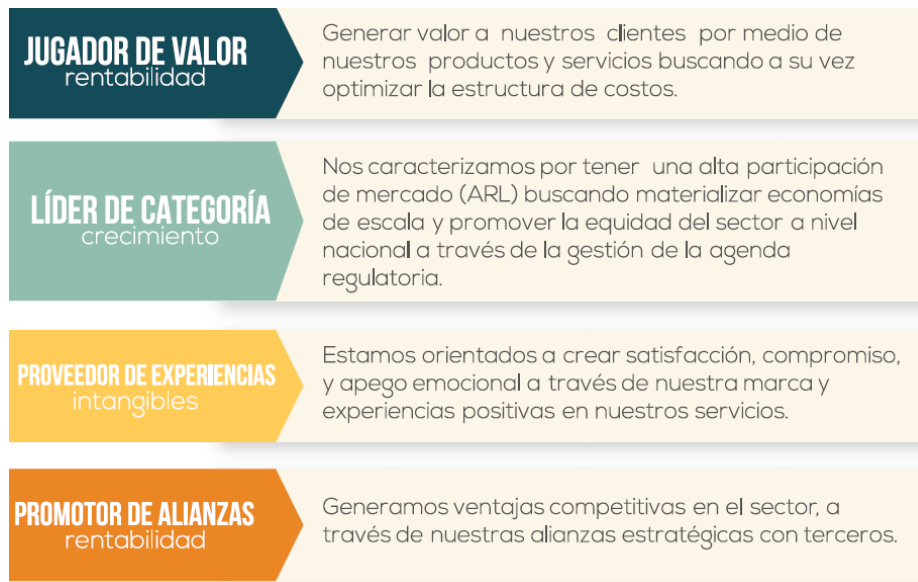 JUGADOR DE VALOR
rentabilidad
Generar valor a nuestros clientes por medio de
nuestros productos y servicios buscando a su vez
optimizar la estructura de costos.
LÍDER DE CATEGORÍA
crecimiento
Nos caracterizamos por tener una alta participación
de mercado (ARL) buscando materializar economías
de escala y promover la equidad del sector a nivel
nacional a través de la gestión de la agenda
regulatoria.
PROVEEDOR DE EXPERIENCIAS
intangibles
Estamos orientados a crear satisfacción, compromiso,
y apego emocional a través de nuestra marca y
experiencias positivas en nuestros servicios.
PROMOTOR DE ALIANZAS
rentabilidad
Generamos ventajas competitivas en el sector, a
través de nuestras alianzas estratégicas con terceros.